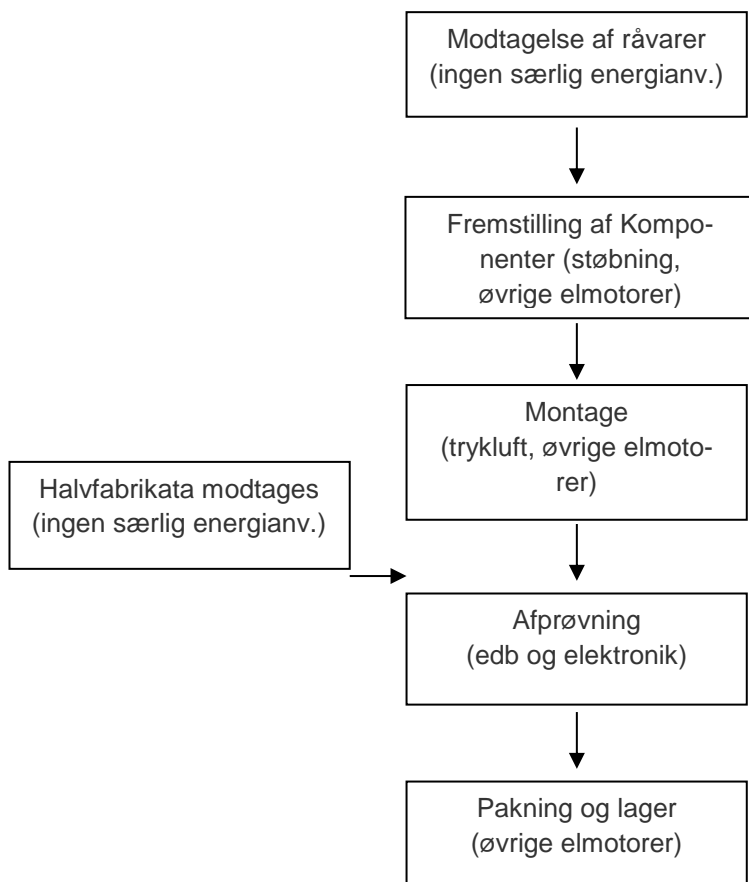 Modtagelse af råvarer
(ingen særlig energianv.)
Fremstilling af Kompo-
nenter (støbning,
øvrige elmotorer)
Montage
(trykluft, øvrige elmoto-
rer)
Halvfabrikata modtages
(ingen særlig energianv.)
Afprøvning
(edb og elektronik)
Pakning og lager
(øvrige elmotorer)